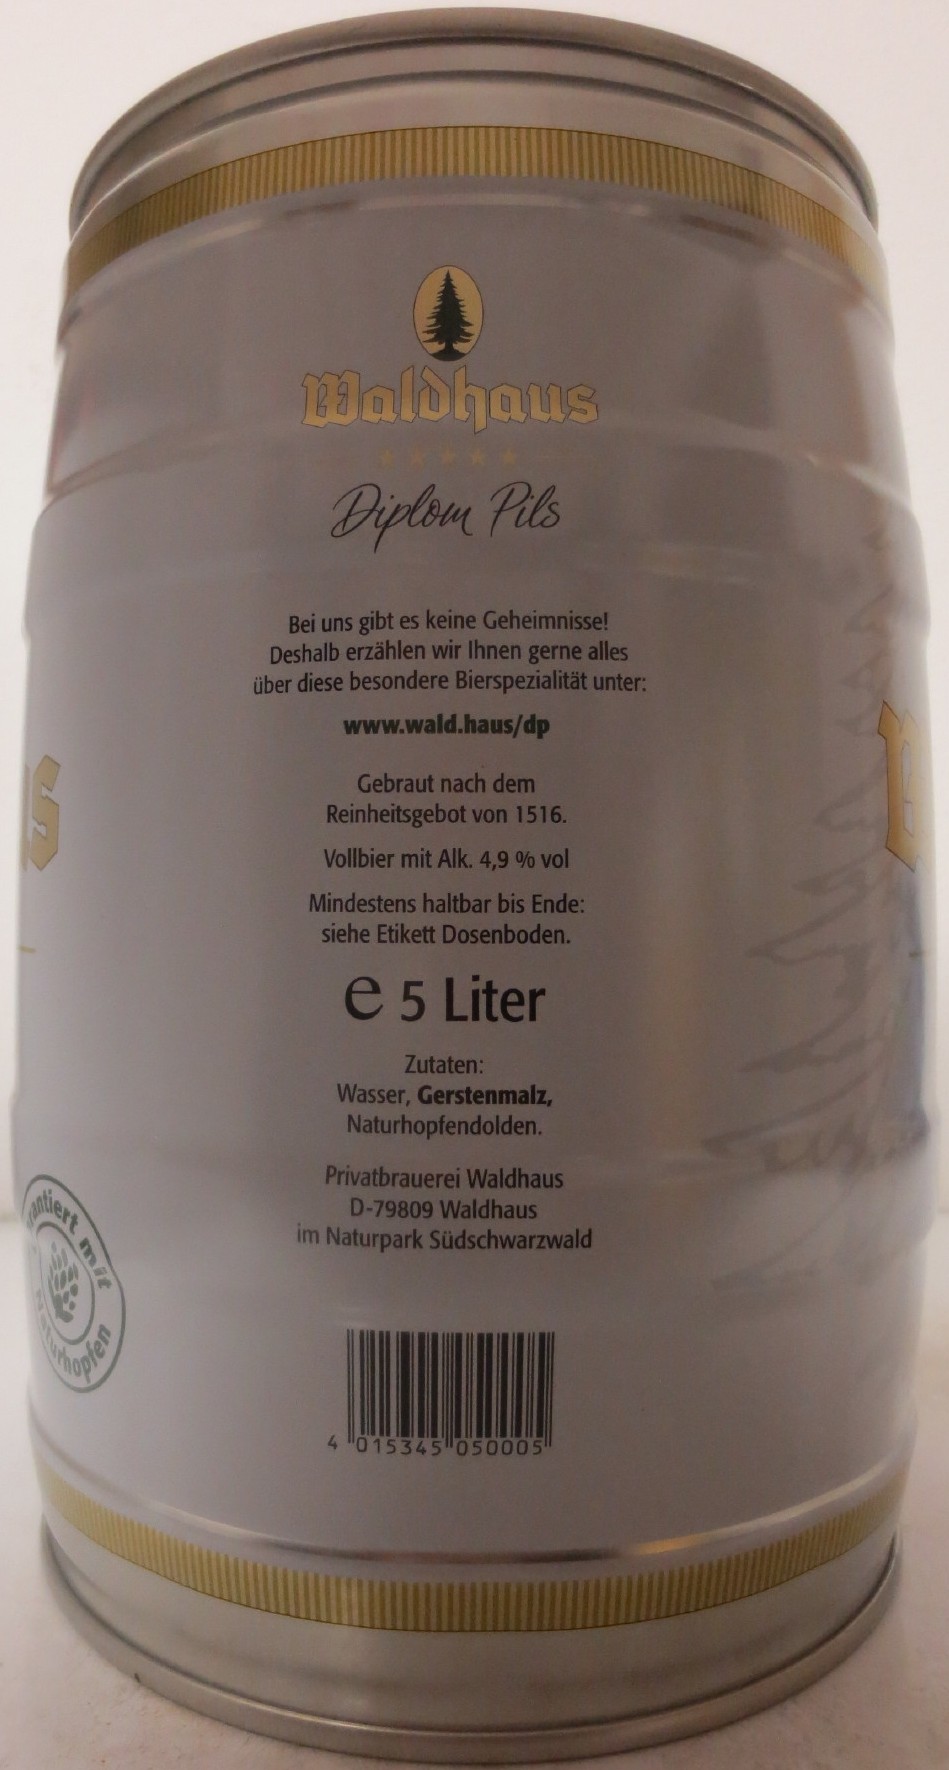 Waldhaus
Diplom Pils
Bei uns gibt es keine Geheimnisse!
Deshalb erzählen wir Ihnen gerne alles
über diese besondere Bierspezialität unter:
www.wald.haus/dp
Gebraut nach dem
Reinheitsgebot von 1516.
Vollbier mit Alk. 4,9 % vol
Mindestens haltbar bis Ende:
siehe Etikett Dosenboden.
e 5 Liter
Zutaten:
Wasser, Gerstenmalz,
Naturhopfendolden.
Privatbrauerei Waldhaus
D-79809 Waldhaus
im Naturpark Südschwarzwald
rantiert mit
Naturhopfen
4 015345 050005